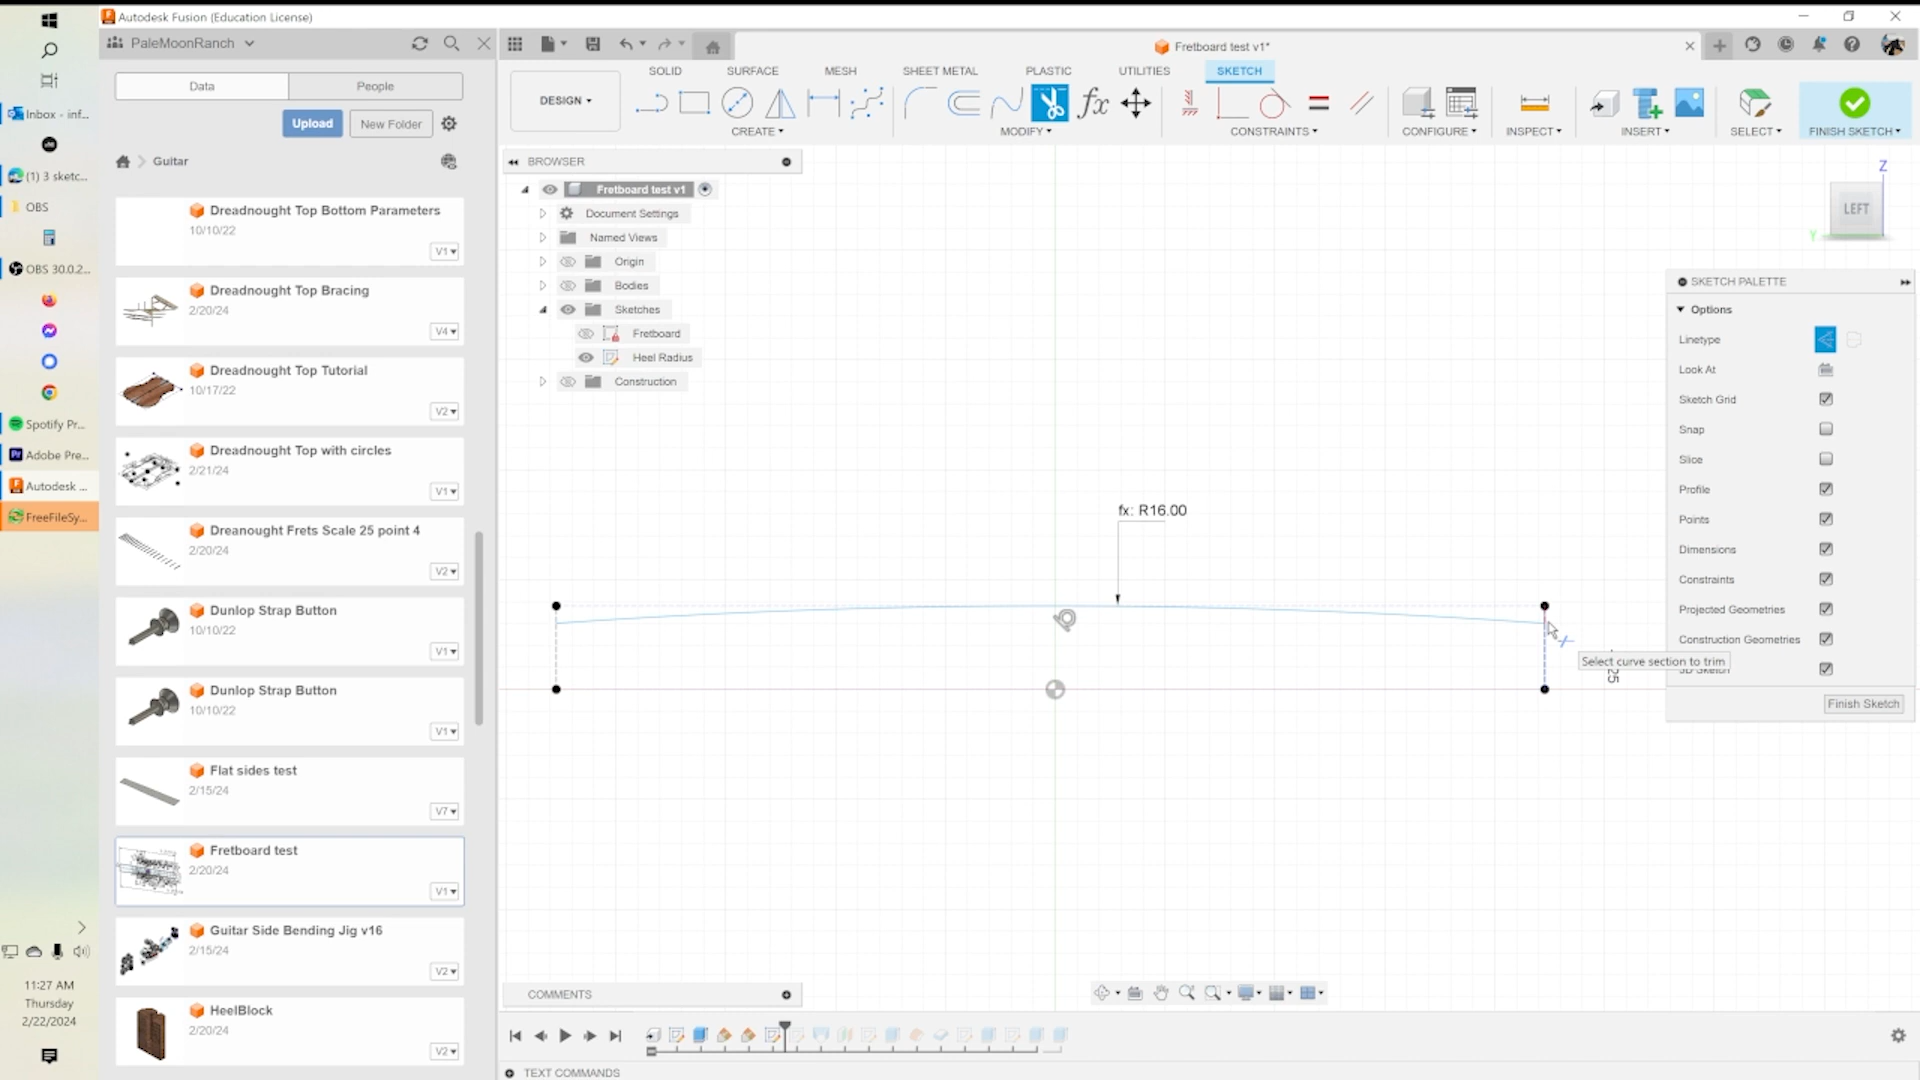 Autodesk Fusion (Education License)
PaleMoonRanch
Data
People
Upload
New Folder
Guitar
Dreadnought Top Bottom Parameters
10/10/22
V1
Dreadnought Top Bracing
2/20/24
V4
Dreadnought Top Tutorial
10/17/22
V2
Dreadnought Top with circles
2/21/24
V1
Dreanought Frets Scale 25 point 4
2/20/24
V2
Dunlop Strap Button
10/10/22
V1
Dunlop Strap Button
10/10/22
V1
Flat sides test
2/15/24
V7
Fretboard test
2/20/24
V1
Guitar Side Bending Jig v16
2/15/24
V2
HeelBlock
2/20/24
V2
Inbox - inf...
(1) 3 sketc...
OBS
OBS 30.0.2...
Spotify Pr...
Adobe Pre...
Autodesk ...
FreeFileSy...
11:27 AM
Thursday
2/22/2024
Fretboard test v1*
DESIGN
SOLID
SURFACE
MESH
SHEET METAL
PLASTIC
UTILITIES
SKETCH
CREATE
MODIFY
CONSTRAINTS
CONFIGURE
INSPECT
INSERT
SELECT
FINISH SKETCH
BROWSER
Fretboard test v1
Document Settings
Named Views
Origin
Bodies
Sketches
Fretboard
Heel Radius
Construction
fx: R16.00
Select curve section to trim
Z
LEFT
Y
SKETCH PALETTE
Options
Linetype
Look At
Sketch Grid
Snap
Slice
Profile
Points
Dimensions
Constraints
Projected Geometries
Construction Geometries
3D Sketch
Finish Sketch
COMMENTS
TEXT COMMANDS